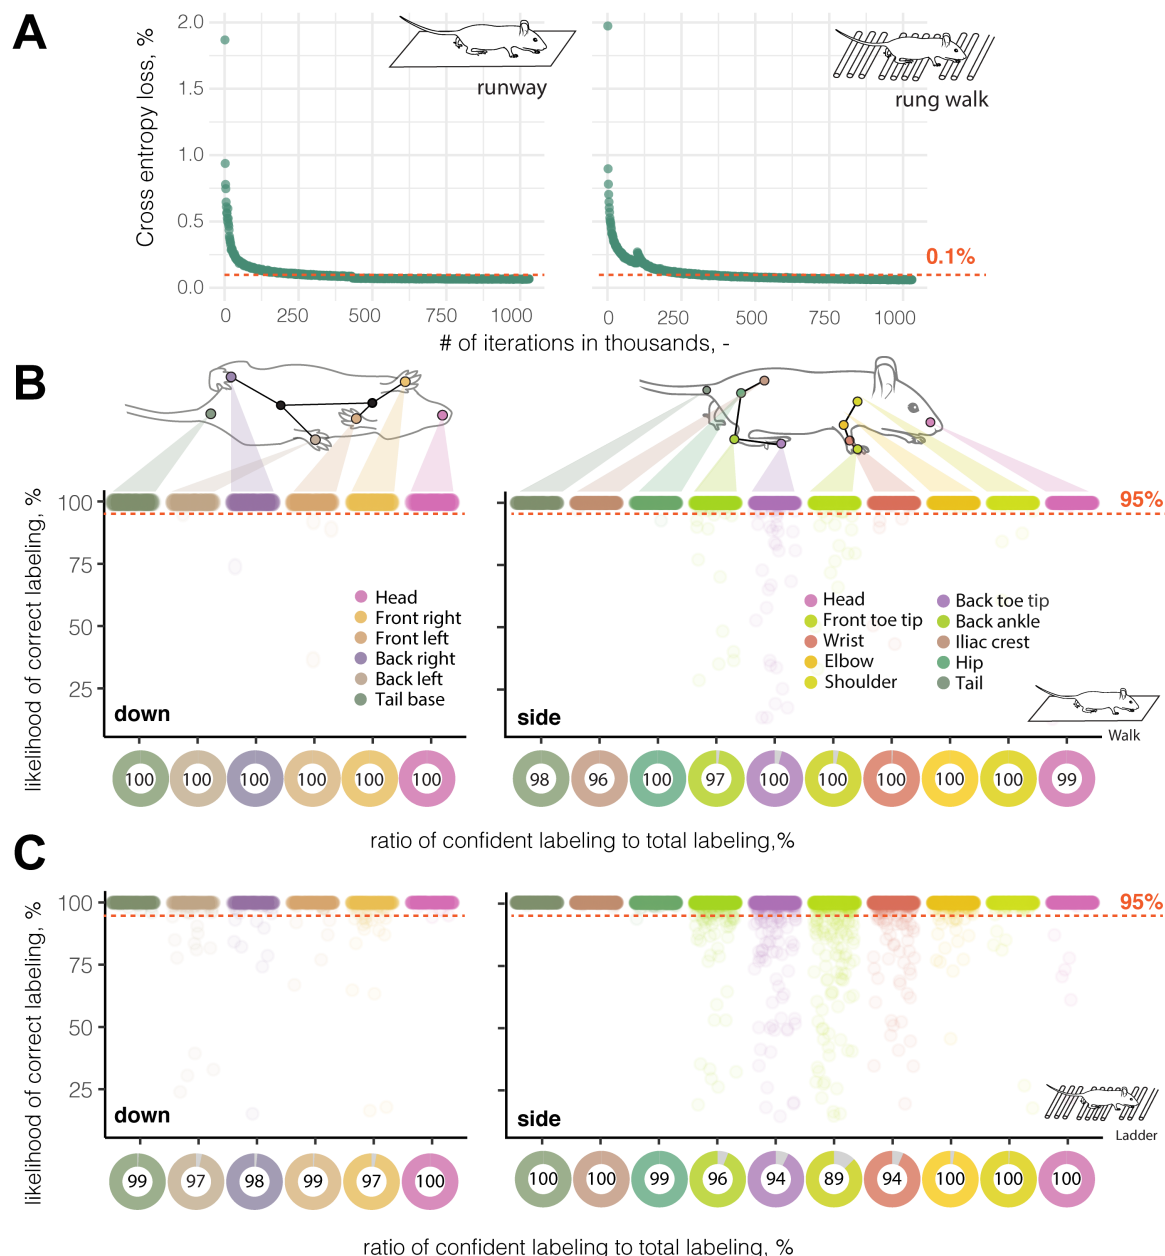 A
Cross entropy loss, %
2.0
1.5
1.0
0.5
0.0
runway
rung walk
0.1%
0 250 500 750 1000
0 250 500 750 1000
# of iterations in thousands, -
B
likelihood of correct labeling, %
100
75
50
25
95%
Head
Front right
Front left
Back right
Back left
Tail base
down
Head
Front toe tip
Wrist
Elbow
Shoulder
Back toe tip
Back ankle
Iliac crest
Hip
Tail
side
Walk
100 100 100 100 100 100
98 96 100 97 100 100 100 100 100 99
ratio of confident labeling to total labeling,%
C
likelihood of correct labeling, %
100
75
50
25
95%
down
side
Ladder
99 97 98 99 97 100
100 100 99 96 94 89 94 100 100 100
ratio of confident labeling to total labeling, %